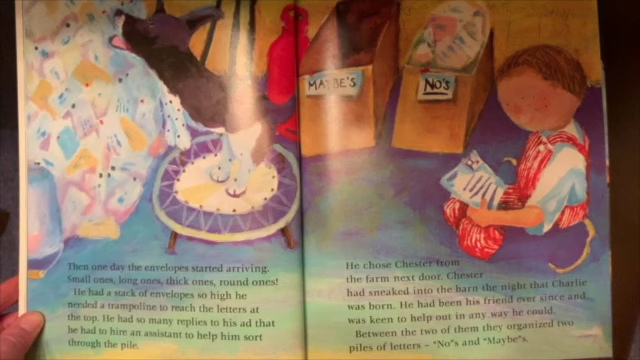 MAYBE'S
NO'S
Then one day the envelopes started arriving.
Small ones, long ones, thick ones, round ones!
He had a stack of envelopes so high he
needed a trampoline to reach the letters at
the top. He had so many replies to his ad that
he had to hire an assistant to help him sort
through the pile.
He chose Chester from
the farm next door. Chester
had sneaked into the barn the night that Charlie
was born. He had been his friend ever since and
was keen to help out in any way he could.
Between the two of them they organized two
piles of letters – "No"s and "Maybe"s.